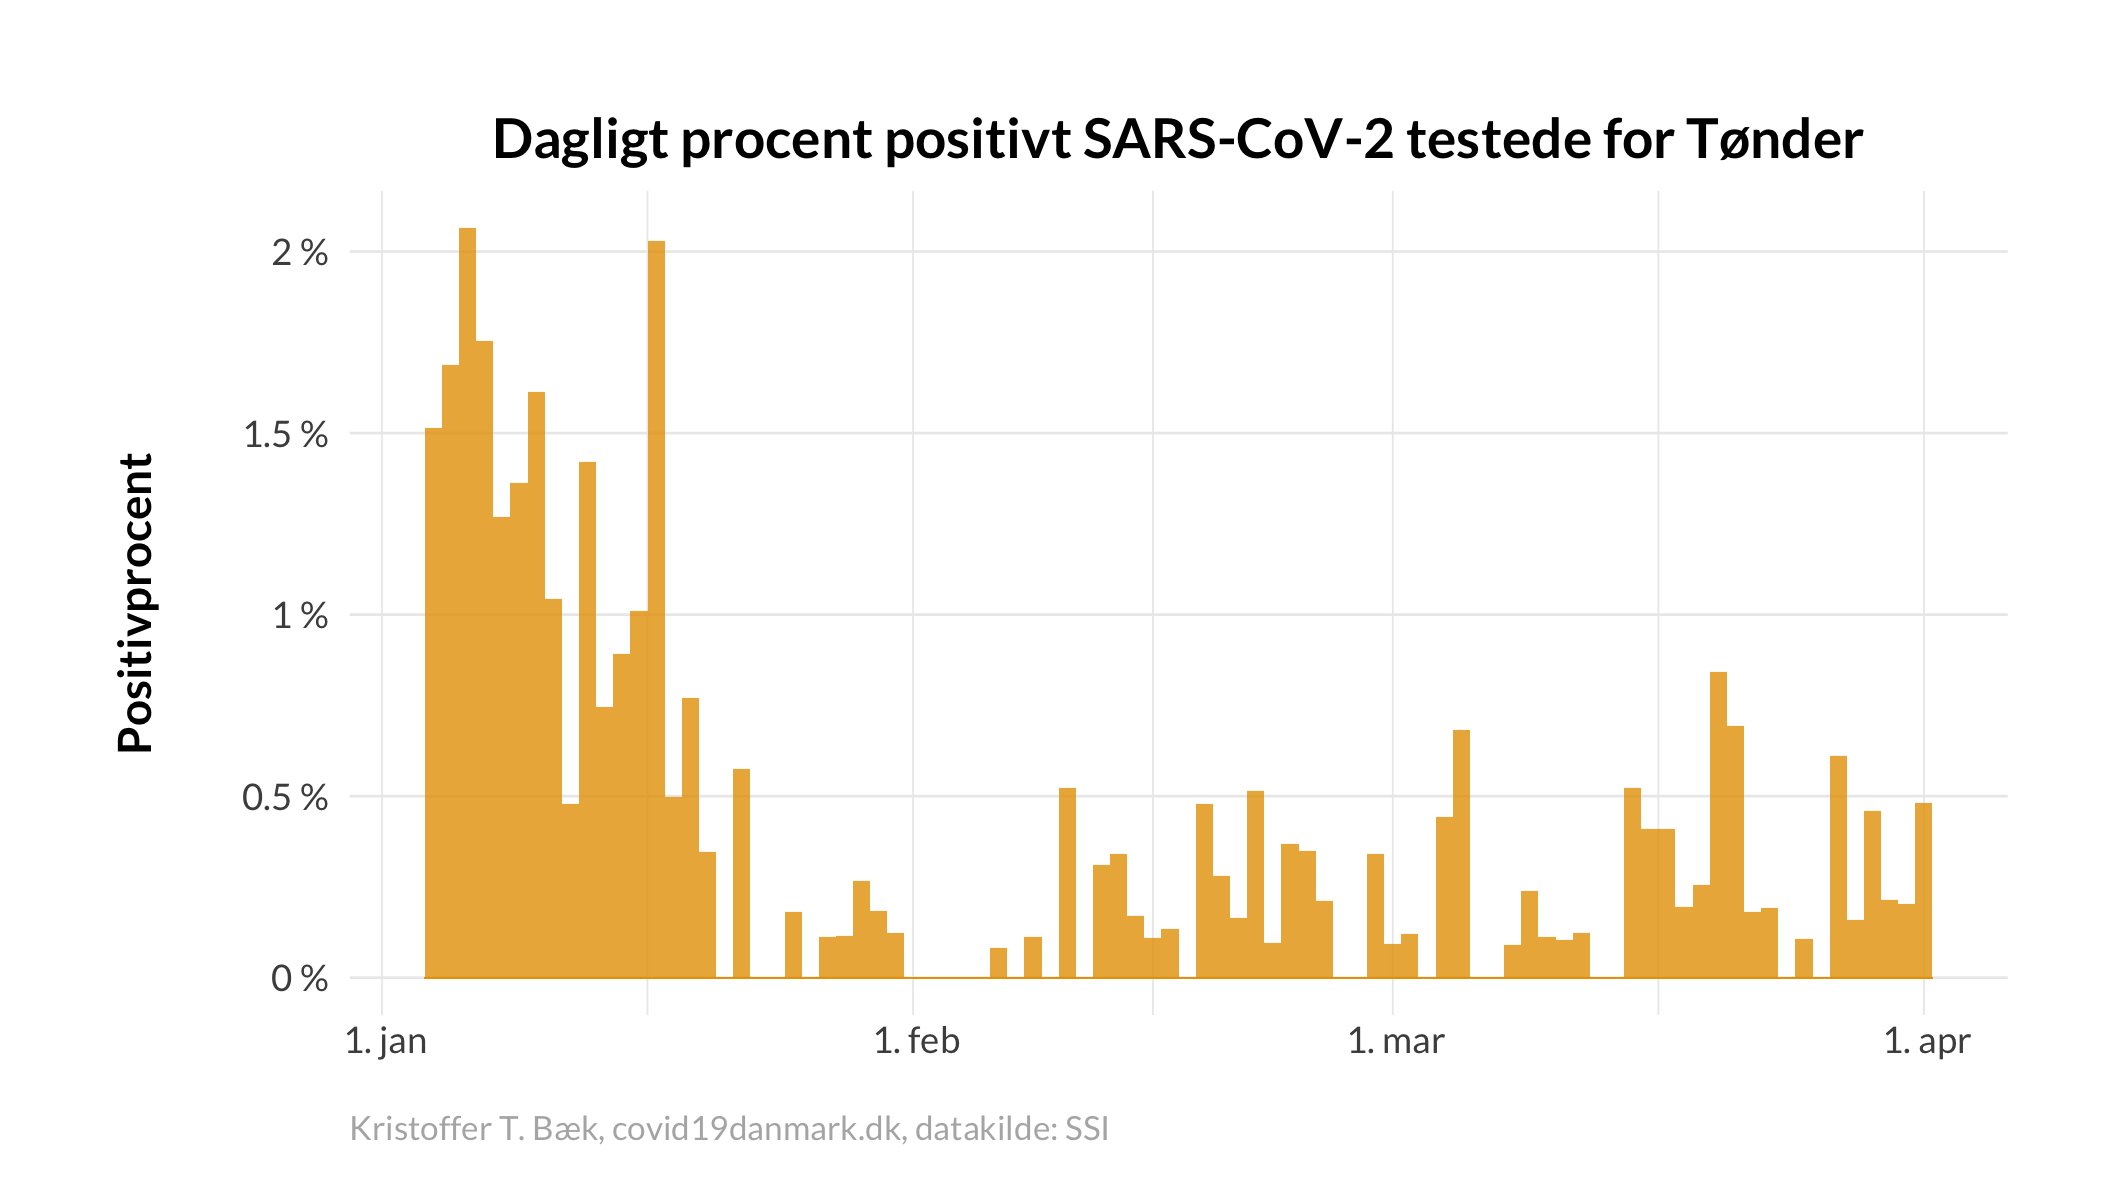 Dagligt procent positivt SARS-CoV-2 testede for Tønder
Positivprocent
2 %
1.5 %
1 %
0.5 %
0 %
1. jan
1. feb
1. mar
1. apr
Kristoffer T. Bæk, covid19danmark.dk, datakilde: SSI